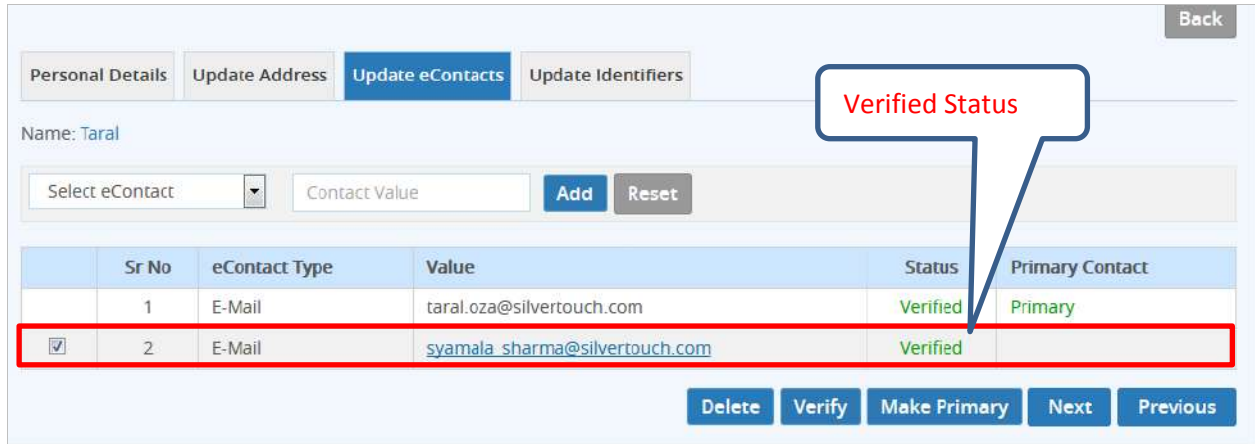 Back
Personal Details Update Address Update eContacts Update Identifiers
Verified Status
Name: Taral
Select eContact Contact Value Add Reset
Sr No eContact Type Value Status Primary Contact
1 E-Mail taral.oza@silvertouch.com Verified Primary
2 E-Mail syamala_sharma@silvertouch.com Verified
Delete Verify Make Primary Next Previous